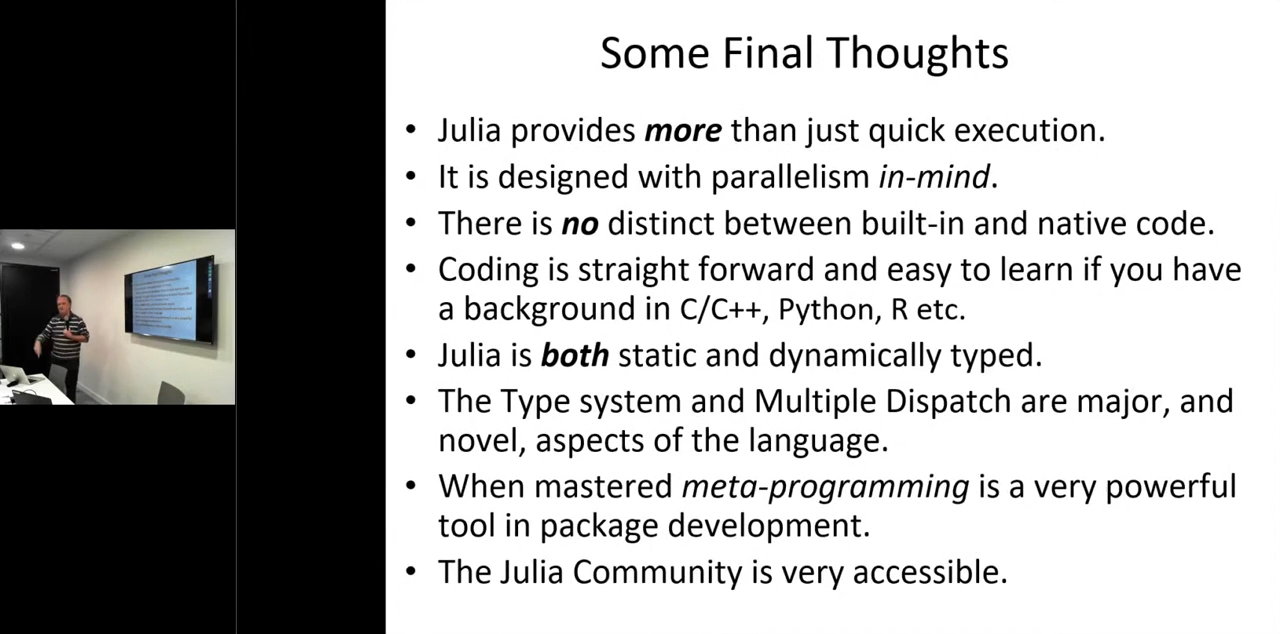 Some Final Thoughts
• Julia provides more than just quick execution.
• It is designed with parallelism in-mind.
• There is no distinct between built-in and native code.
• Coding is straight forward and easy to learn if you have
a background in C/C++, Python, R etc.
• Julia is both static and dynamically typed.
• The Type system and Multiple Dispatch are major, and
novel, aspects of the language.
• When mastered meta-programming is a very powerful
tool in package development.
• The Julia Community is very accessible.